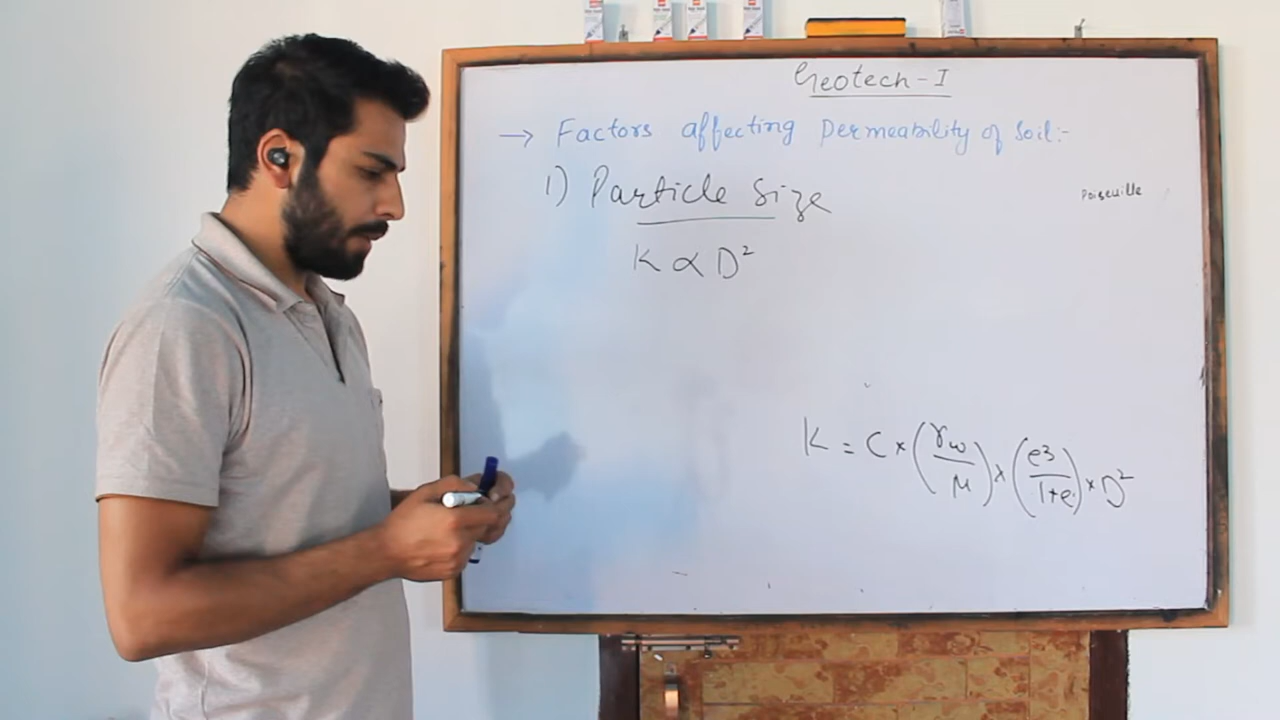 Geotech-I
→ Factors affecting permeability of soil:-
1) Particle Size
Poiseuille
K ∝ D²
K = C × (γw/μ) × (e³/1+e) × D²